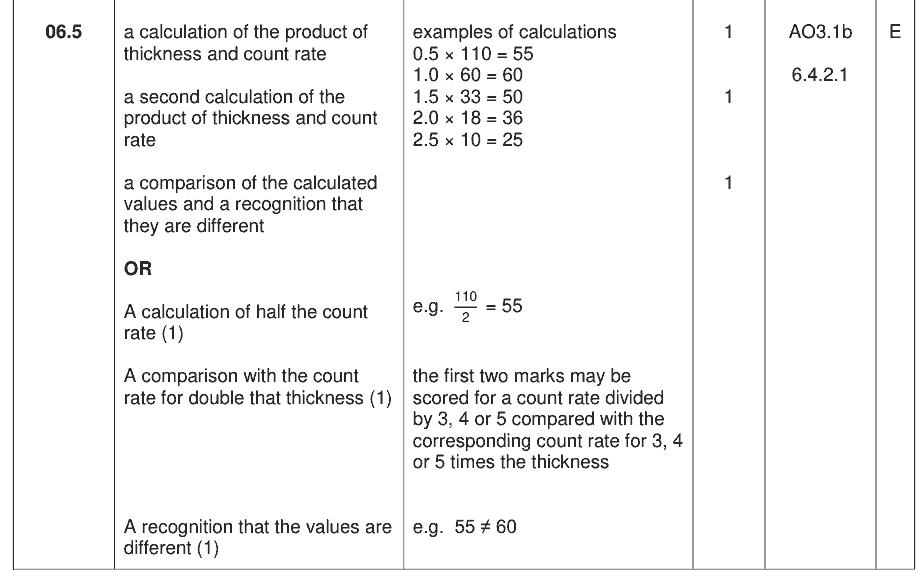 06.5 a calculation of the product of examples of calculations 1 AO3.1b E
thickness and count rate 0.5 × 110 = 55
1.0 × 60 = 60 6.4.2.1
a second calculation of the 1.5 × 33 = 50 1
product of thickness and count 2.0 × 18 = 36
rate 2.5 × 10 = 25
a comparison of the calculated 1
values and a recognition that
they are different
OR
A calculation of half the count e.g. 110/2 = 55
rate (1)
A comparison with the count the first two marks may be
rate for double that thickness (1) scored for a count rate divided
by 3, 4 or 5 compared with the
corresponding count rate for 3, 4
or 5 times the thickness
A recognition that the values are e.g. 55 ≠ 60
different (1)